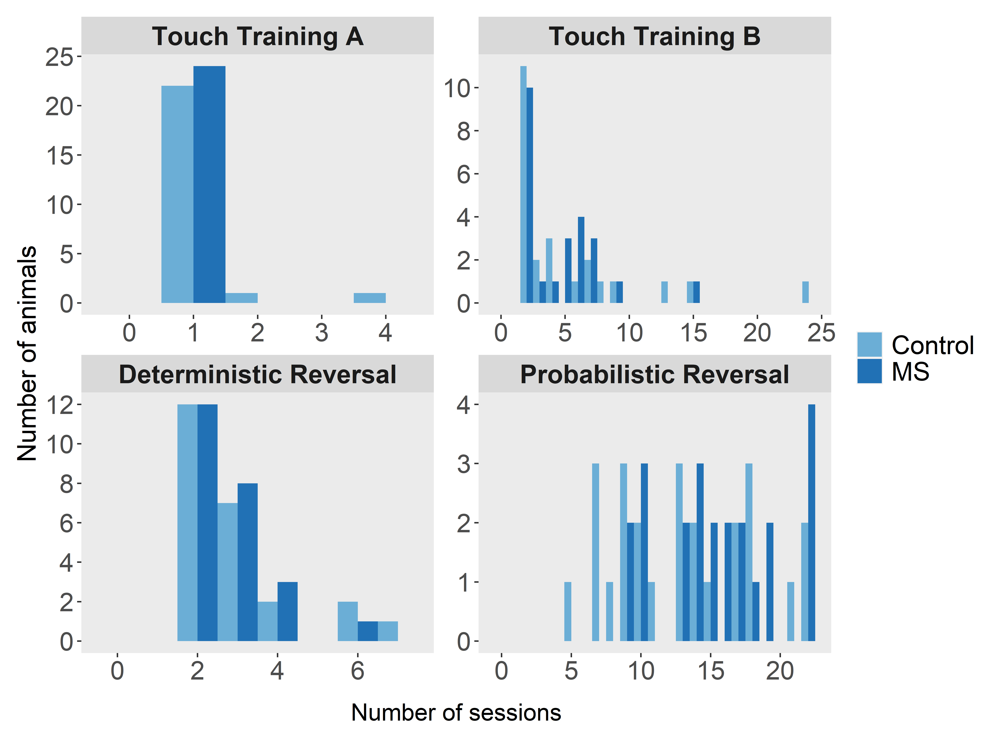 Touch Training A
Touch Training B
25
20
15
10
5
0
10
8
6
4
2
0
0 1 2 3 4
0 5 10 15 20 25
Deterministic Reversal
Probabilistic Reversal
12
10
8
6
4
2
0
4
3
2
1
0
0 2 4 6
0 5 10 15 20
Number of animals
Number of sessions
Control
MS